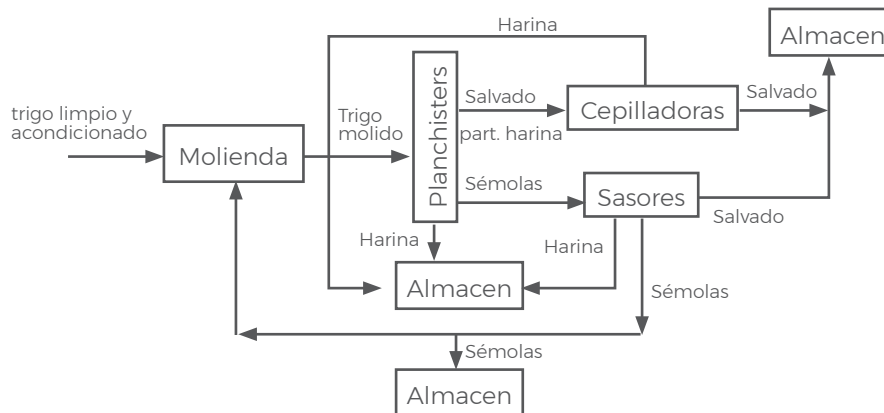 Harina
Almacen
trigo limpio y
acondicionado
Molienda
Trigo
molido
Planchisters
Salvado
part. harina
Cepilladoras
Salvado
Sémolas
Sasores
Salvado
Harina
Harina
Almacen
Sémolas
Sémolas
Almacen